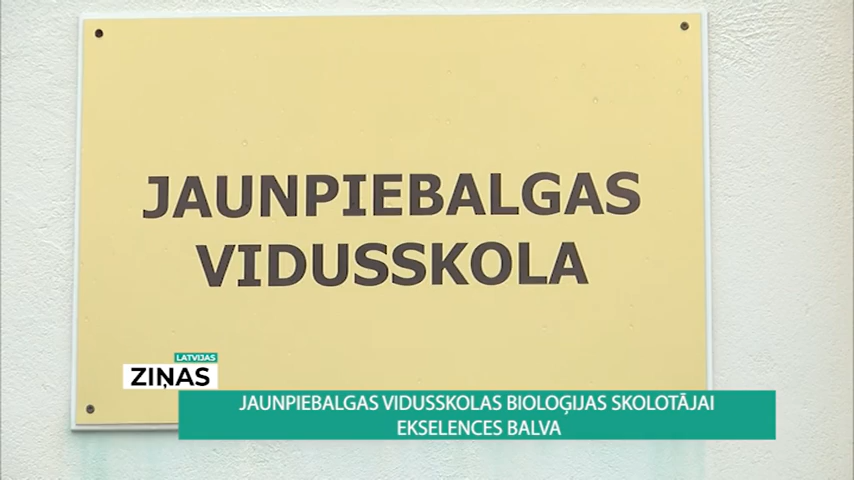 JAUNPIEBALGAS
VIDUSSKOLA
LATVIJAS
ZIŅAS
JAUNPIEBALGAS VIDUSSKOLAS BIOLOĢIJAS SKOLOTĀJAI
EKSELENCES BALVA